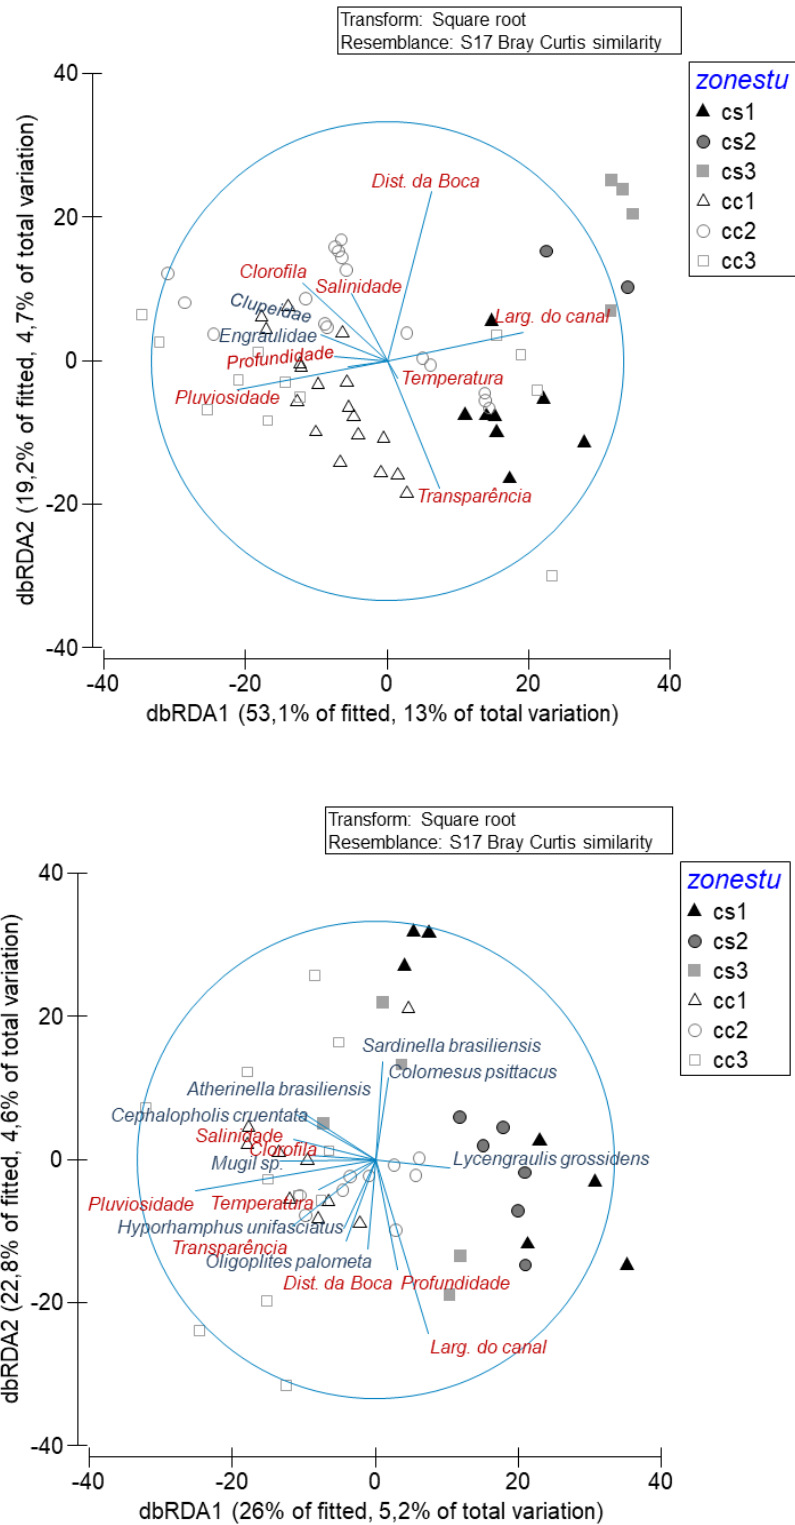 Transform: Square root
Resemblance: S17 Bray Curtis similarity
zonestu
cs1
cs2
cs3
cc1
cc2
cc3
40
20
0
-20
-40
dbRDA2 (19,2% of fitted, 4,7% of total variation)
Dist. da Boca
Clorofila
Salinidade
Clupeidae
Larg. do canal
Engraulidae
Profundidade
Temperatura
Pluviosidade
Transparência
-40
-20
0
20
40
dbRDA1 (53,1% of fitted, 13% of total variation)
Transform: Square root
Resemblance: S17 Bray Curtis similarity
zonestu
cs1
cs2
cs3
cc1
cc2
cc3
40
20
0
-20
-40
dbRDA2 (22,8% of fitted, 4,6% of total variation)
Sardinella brasiliensis
Colomesus psittacus
Atherinella brasiliensis
Cephalopholis cruentata
Salinidade
Clorofila
Mugil sp.
Lycengraulis grossidens
Pluviosidade
Temperatura
Hyporhamphus unifasciatus
Transparência
Oligoplites palometa
Dist. da Boca
Profundidade
Larg. do canal
-40
-20
0
20
40
dbRDA1 (26% of fitted, 5,2% of total variation)